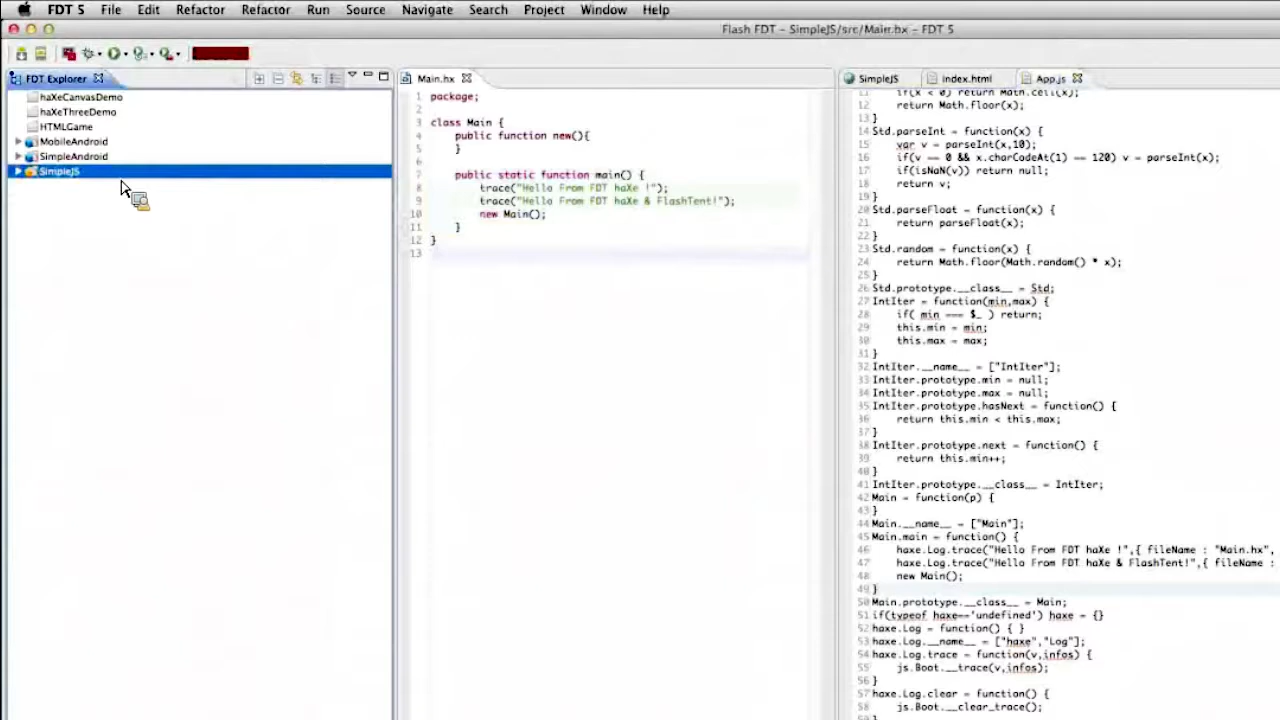 FDT 5 File Edit Refactor Refactor Run Source Navigate Search Project Window Help
Flash FDT - SimpleJS/src/Main.hx - FDT 5
FDT Explorer
haXeCanvasDemo
haXeThreeDemo
HTMLGame
MobileAndroid
SimpleAndroid
SimpleJS
Main.hx
1 package;
2
3 class Main {
4 public function new(){
5 }
6
7 public static function main() {
8 trace("Hello From FDT haXe !");
9 trace("Hello From FDT haXe & FlashTent!");
10 new Main();
11 }
12 }
13
SimpleJS index.html App.js
11 if(x < 0) return Math.ceil(x);
12 return Math.floor(x);
13 }
14 Std.parseInt = function(x) {
15 var v = parseInt(x,10);
16 if(v == 0 && x.charCodeAt(1) == 120) v = parseInt(x);
17 if(isNaN(v)) return null;
18 return v;
19 }
20 Std.parseFloat = function(x) {
21 return parseFloat(x);
22 }
23 Std.random = function(x) {
24 return Math.floor(Math.random() * x);
25 }
26 Std.prototype.__class__ = Std;
27 IntIter = function(min,max) {
28 if( min === $_ ) return;
29 this.min = min;
30 this.max = max;
31 }
32 IntIter.__name__ = ["IntIter"];
33 IntIter.prototype.min = null;
34 IntIter.prototype.max = null;
35 IntIter.prototype.hasNext = function() {
36 return this.min < this.max;
37 }
38 IntIter.prototype.next = function() {
39 return this.min++;
40 }
41 IntIter.prototype.__class__ = IntIter;
42 Main = function(p) {
43 }
44 Main.__name__ = ["Main"];
45 Main.main = function() {
46 haxe.Log.trace("Hello From FDT haXe !",{ fileName : "Main.hx",
47 haxe.Log.trace("Hello From FDT haXe & FlashTent!",{ fileName :
48 new Main();
49 }
50 Main.prototype.__class__ = Main;
51 if(typeof haxe=='undefined') haxe = {}
52 haxe.Log = function() { }
53 haxe.Log.__name__ = ["haxe","Log"];
54 haxe.Log.trace = function(v,infos) {
55 js.Boot.__trace(v,infos);
56 }
57 haxe.Log.clear = function() {
58 js.Boot.__clear_trace();